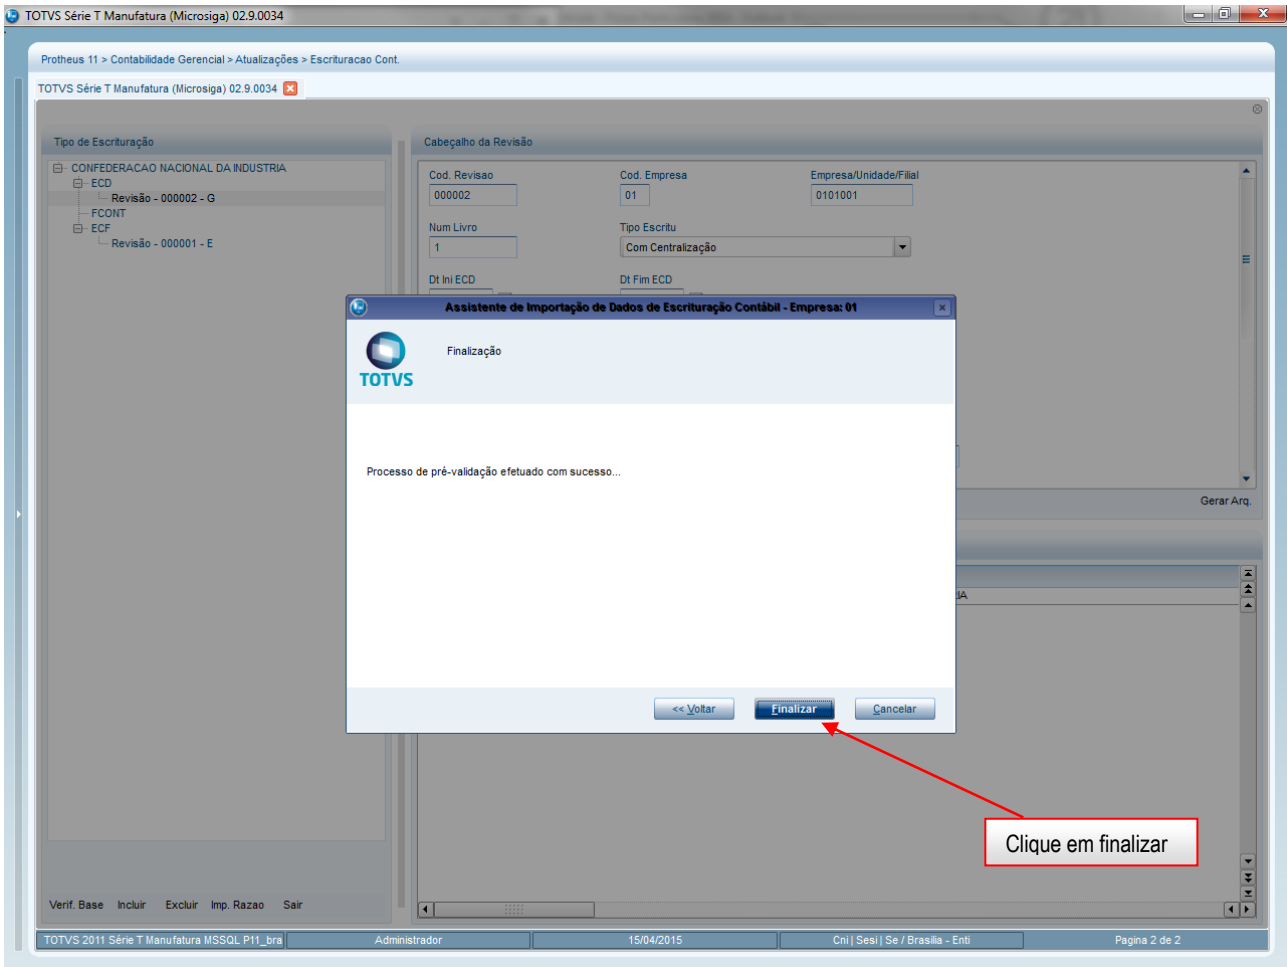 TOTVS Série T Manufatura (Microsiga) 02.9.0034
Protheus 11 > Contabilidade Gerencial > Atualizações > Escrituracao Cont.
TOTVS Série T Manufatura (Microsiga) 02.9.0034
Tipo de Escrituração
CONFEDERACAO NACIONAL DA INDUSTRIA
ECD
Revisão - 000002 - G
FCONT
ECF
Revisão - 000001 - E
Cabeçalho da Revisão
Cod. Revisao Cod. Empresa Empresa/Unidade/Filial
000002 01 0101001
Num Livro Tipo Escritu
1 Com Centralização
Dt Ini ECD Dt Fim ECD
Assistente de Importação de Dados de Escrituração Contábil - Empresa: 01
TOTVS
Finalização
Processo de pré-validação efetuado com sucesso...
<< Voltar Finalizar Cancelar
Gerar Arq.
IA
Clique em finalizar
Verif. Base Incluir Excluir Imp. Razao Sair
TOTVS 2011 Série T Manufatura MSSQL P11_bra Administrador 15/04/2015 Cni | Sesi | Se / Brasilia - Enti Pagina 2 de 2